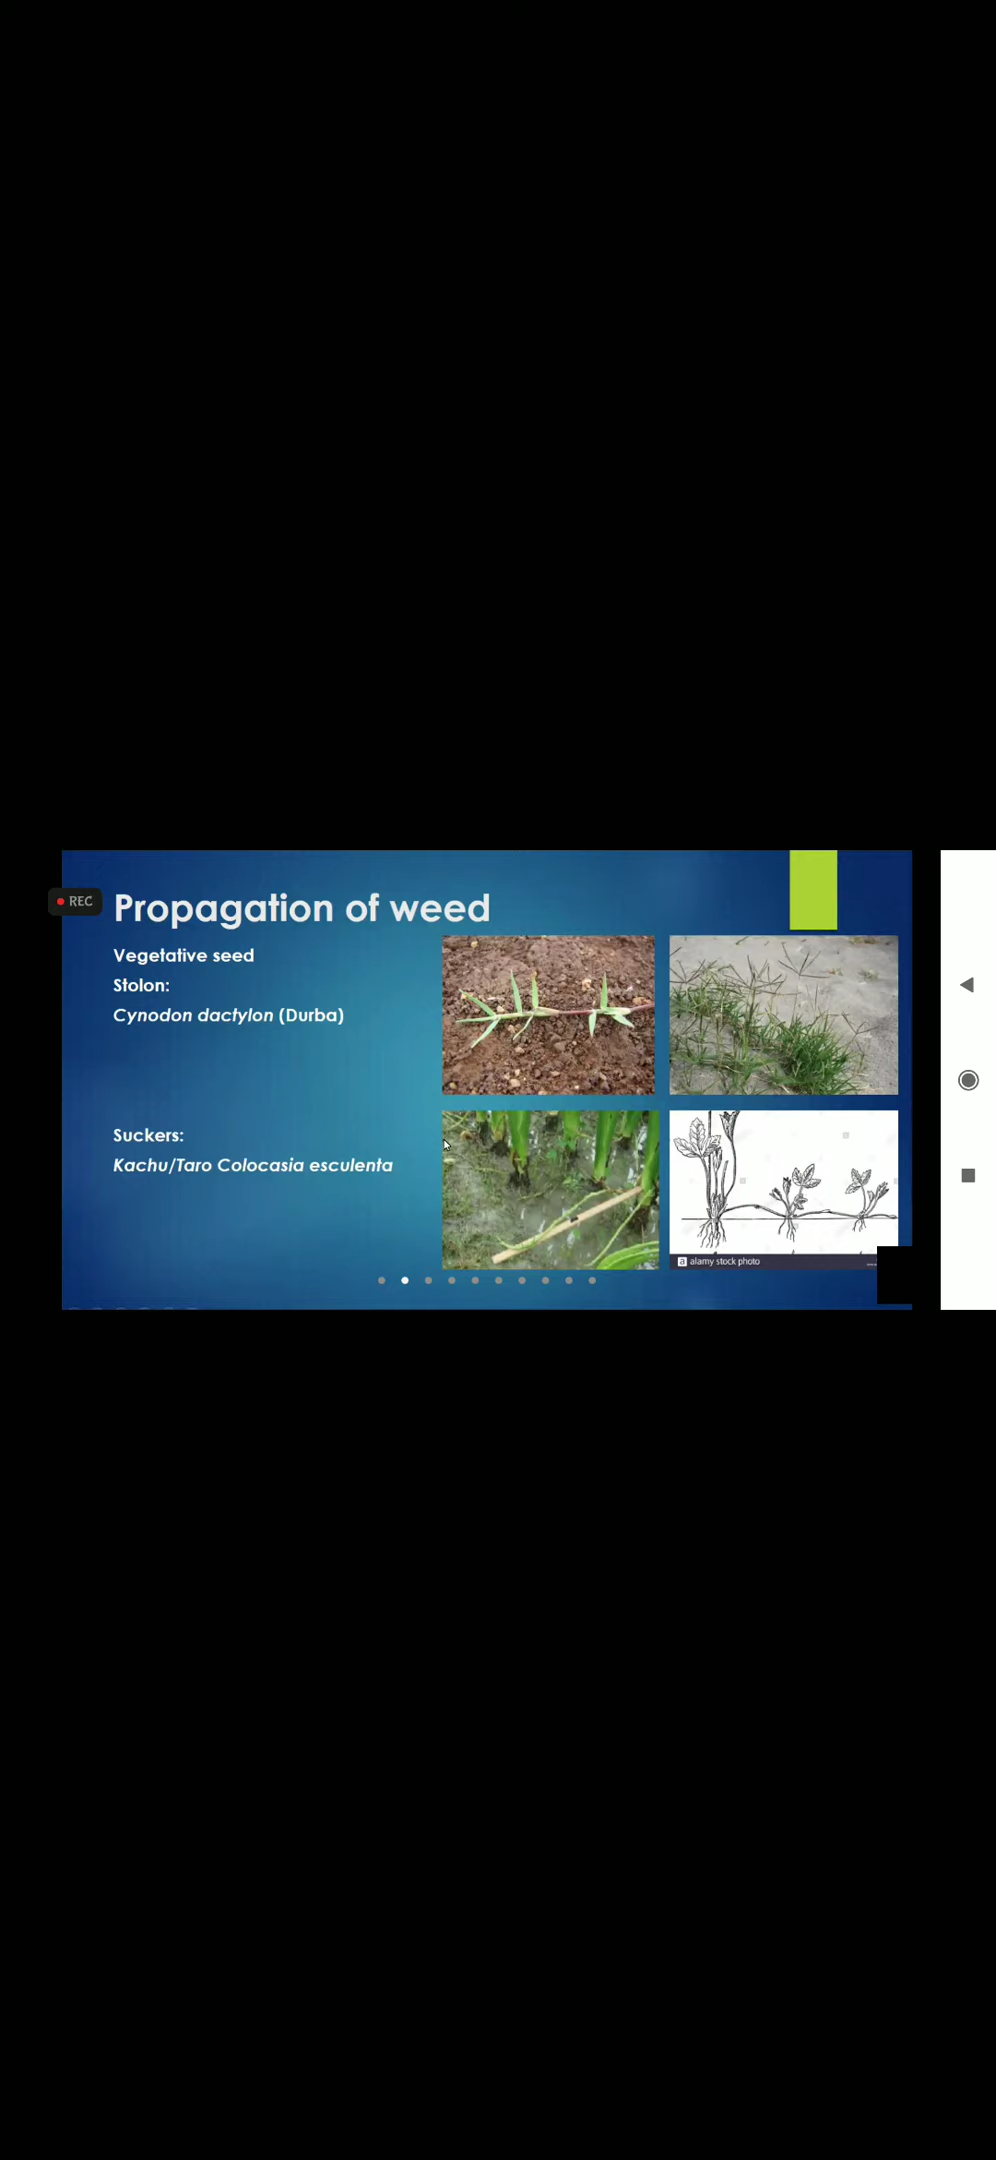 REC
Propagation of weed
Vegetative seed
Stolon:
Cynodon dactylon (Durba)
Suckers:
Kachu/Taro Colocasia esculenta
a alamy stock photo